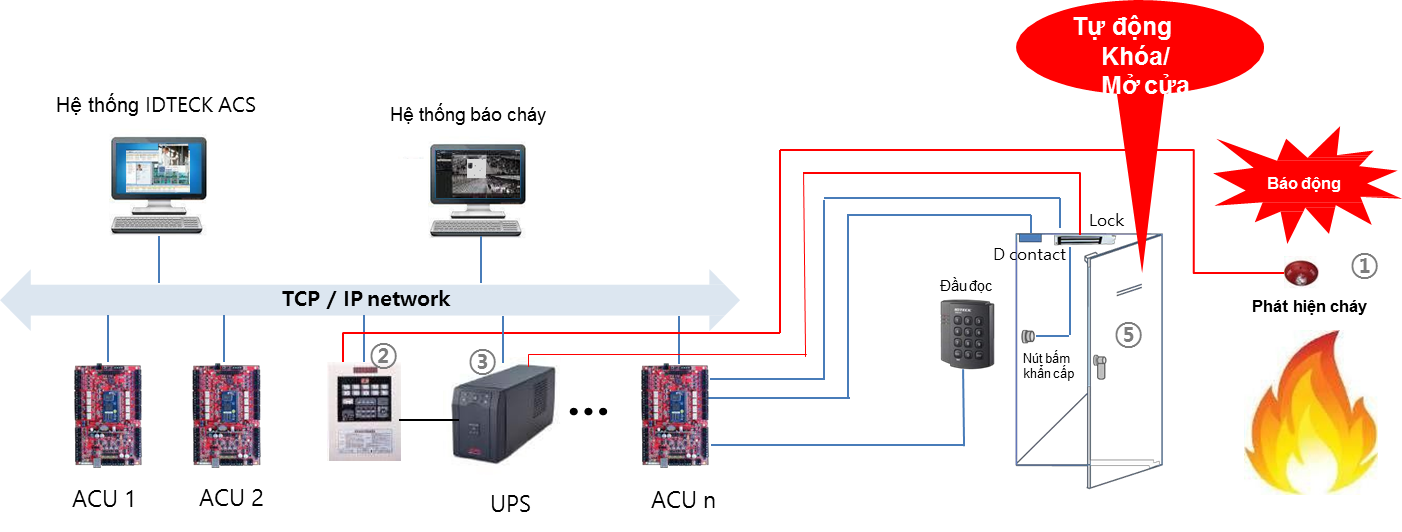 Tự động
Khóa/
Mở cửa
Hệ thống IDTECK ACS
Hệ thống báo cháy
Báo động
Lock
D contact
①
Đầu đọc
TCP / IP network
Phát hiện cháy
IDTECK
②
③
⑤
Nút bấm
khẩn cấp
...
ACU 1
ACU 2
UPS
ACU n